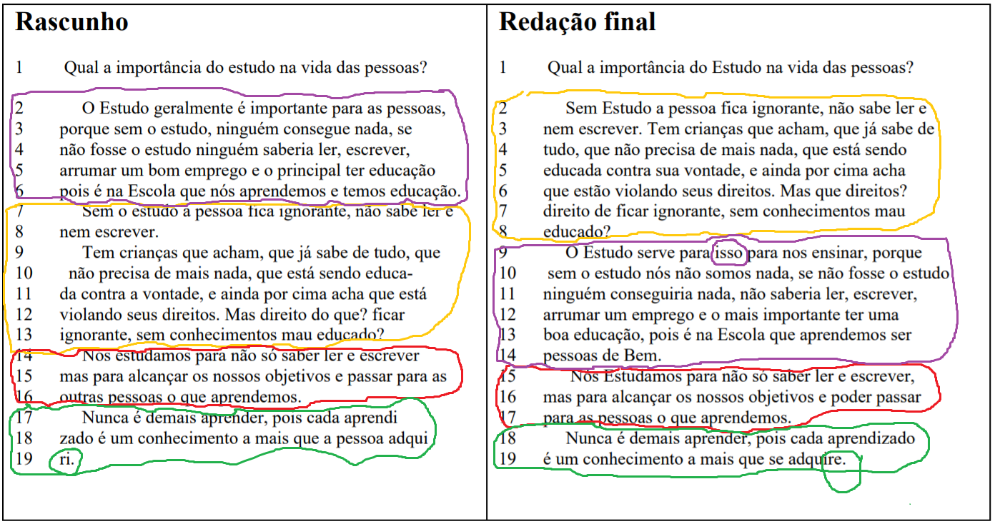 Rascunho
1 Qual a importância do estudo na vida das pessoas?
2 O Estudo geralmente é importante para as pessoas,
3 porque sem o estudo, ninguém consegue nada, se
4 não fosse o estudo ninguém saberia ler, escrever,
5 arrumar um bom emprego e o principal ter educação
6 pois é na Escola que nós aprendemos e temos educação.
7 Sem o estudo a pessoa fica ignorante, não sabe ler e
8 nem escrever.
9 Tem crianças que acham, que já sabe de tudo, que
10 não precisa de mais nada, que está sendo educa-
11 da contra a vontade, e ainda por cima acha que está
12 violando seus direitos. Mas direito do que? ficar
13 ignorante, sem conhecimentos mau educado?
14 Nos estudamos para não só saber ler e escrever
15 mas para alcançar os nossos objetivos e passar para as
16 outras pessoas o que aprendemos.
17 Nunca é demais aprender, pois cada aprendi
18 zado é um conhecimento a mais que a pessoa adqui
19 ri.
Redação final
1 Qual a importância do Estudo na vida das pessoas?
2 Sem Estudo a pessoa fica ignorante, não sabe ler e
3 nem escrever. Tem crianças que acham, que já sabe de
4 tudo, que não precisa de mais nada, que está sendo
5 educada contra sua vontade, e ainda por cima acha
6 que estão violando seus direitos. Mas que direitos?
7 direito de ficar ignorante, sem conhecimentos mau
8 educado?
9 O Estudo serve para isso para nos ensinar, porque
10 sem o estudo nós não somos nada, se não fosse o estudo
11 ninguém conseguiria nada, não saberia ler, escrever,
12 arrumar um emprego e o mais importante ter uma
13 boa educação, pois é na Escola que aprendemos ser
14 pessoas de Bem.
15 Nos Estudamos para não só saber ler e escrever,
16 mas para alcançar os nossos objetivos e poder passar
17 para as pessoas o que aprendemos.
18 Nunca é demais aprender, pois cada aprendizado
19 é um conhecimento a mais que se adquire.